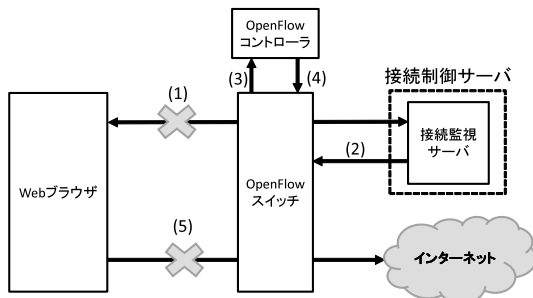 OpenFlow
コントローラ
(3)
(4)
接続制御サーバ
(1)
接続監視
サーバ
(2)
Webブラウザ
OpenFlow
スイッチ
(5)
インターネット